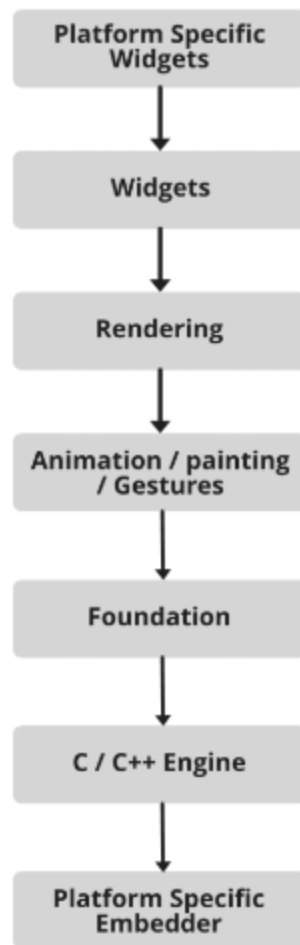 Platform Specific
Widgets
Widgets
Rendering
Animation / painting
/ Gestures
Foundation
C / C++ Engine
Platform Specific
Embedder